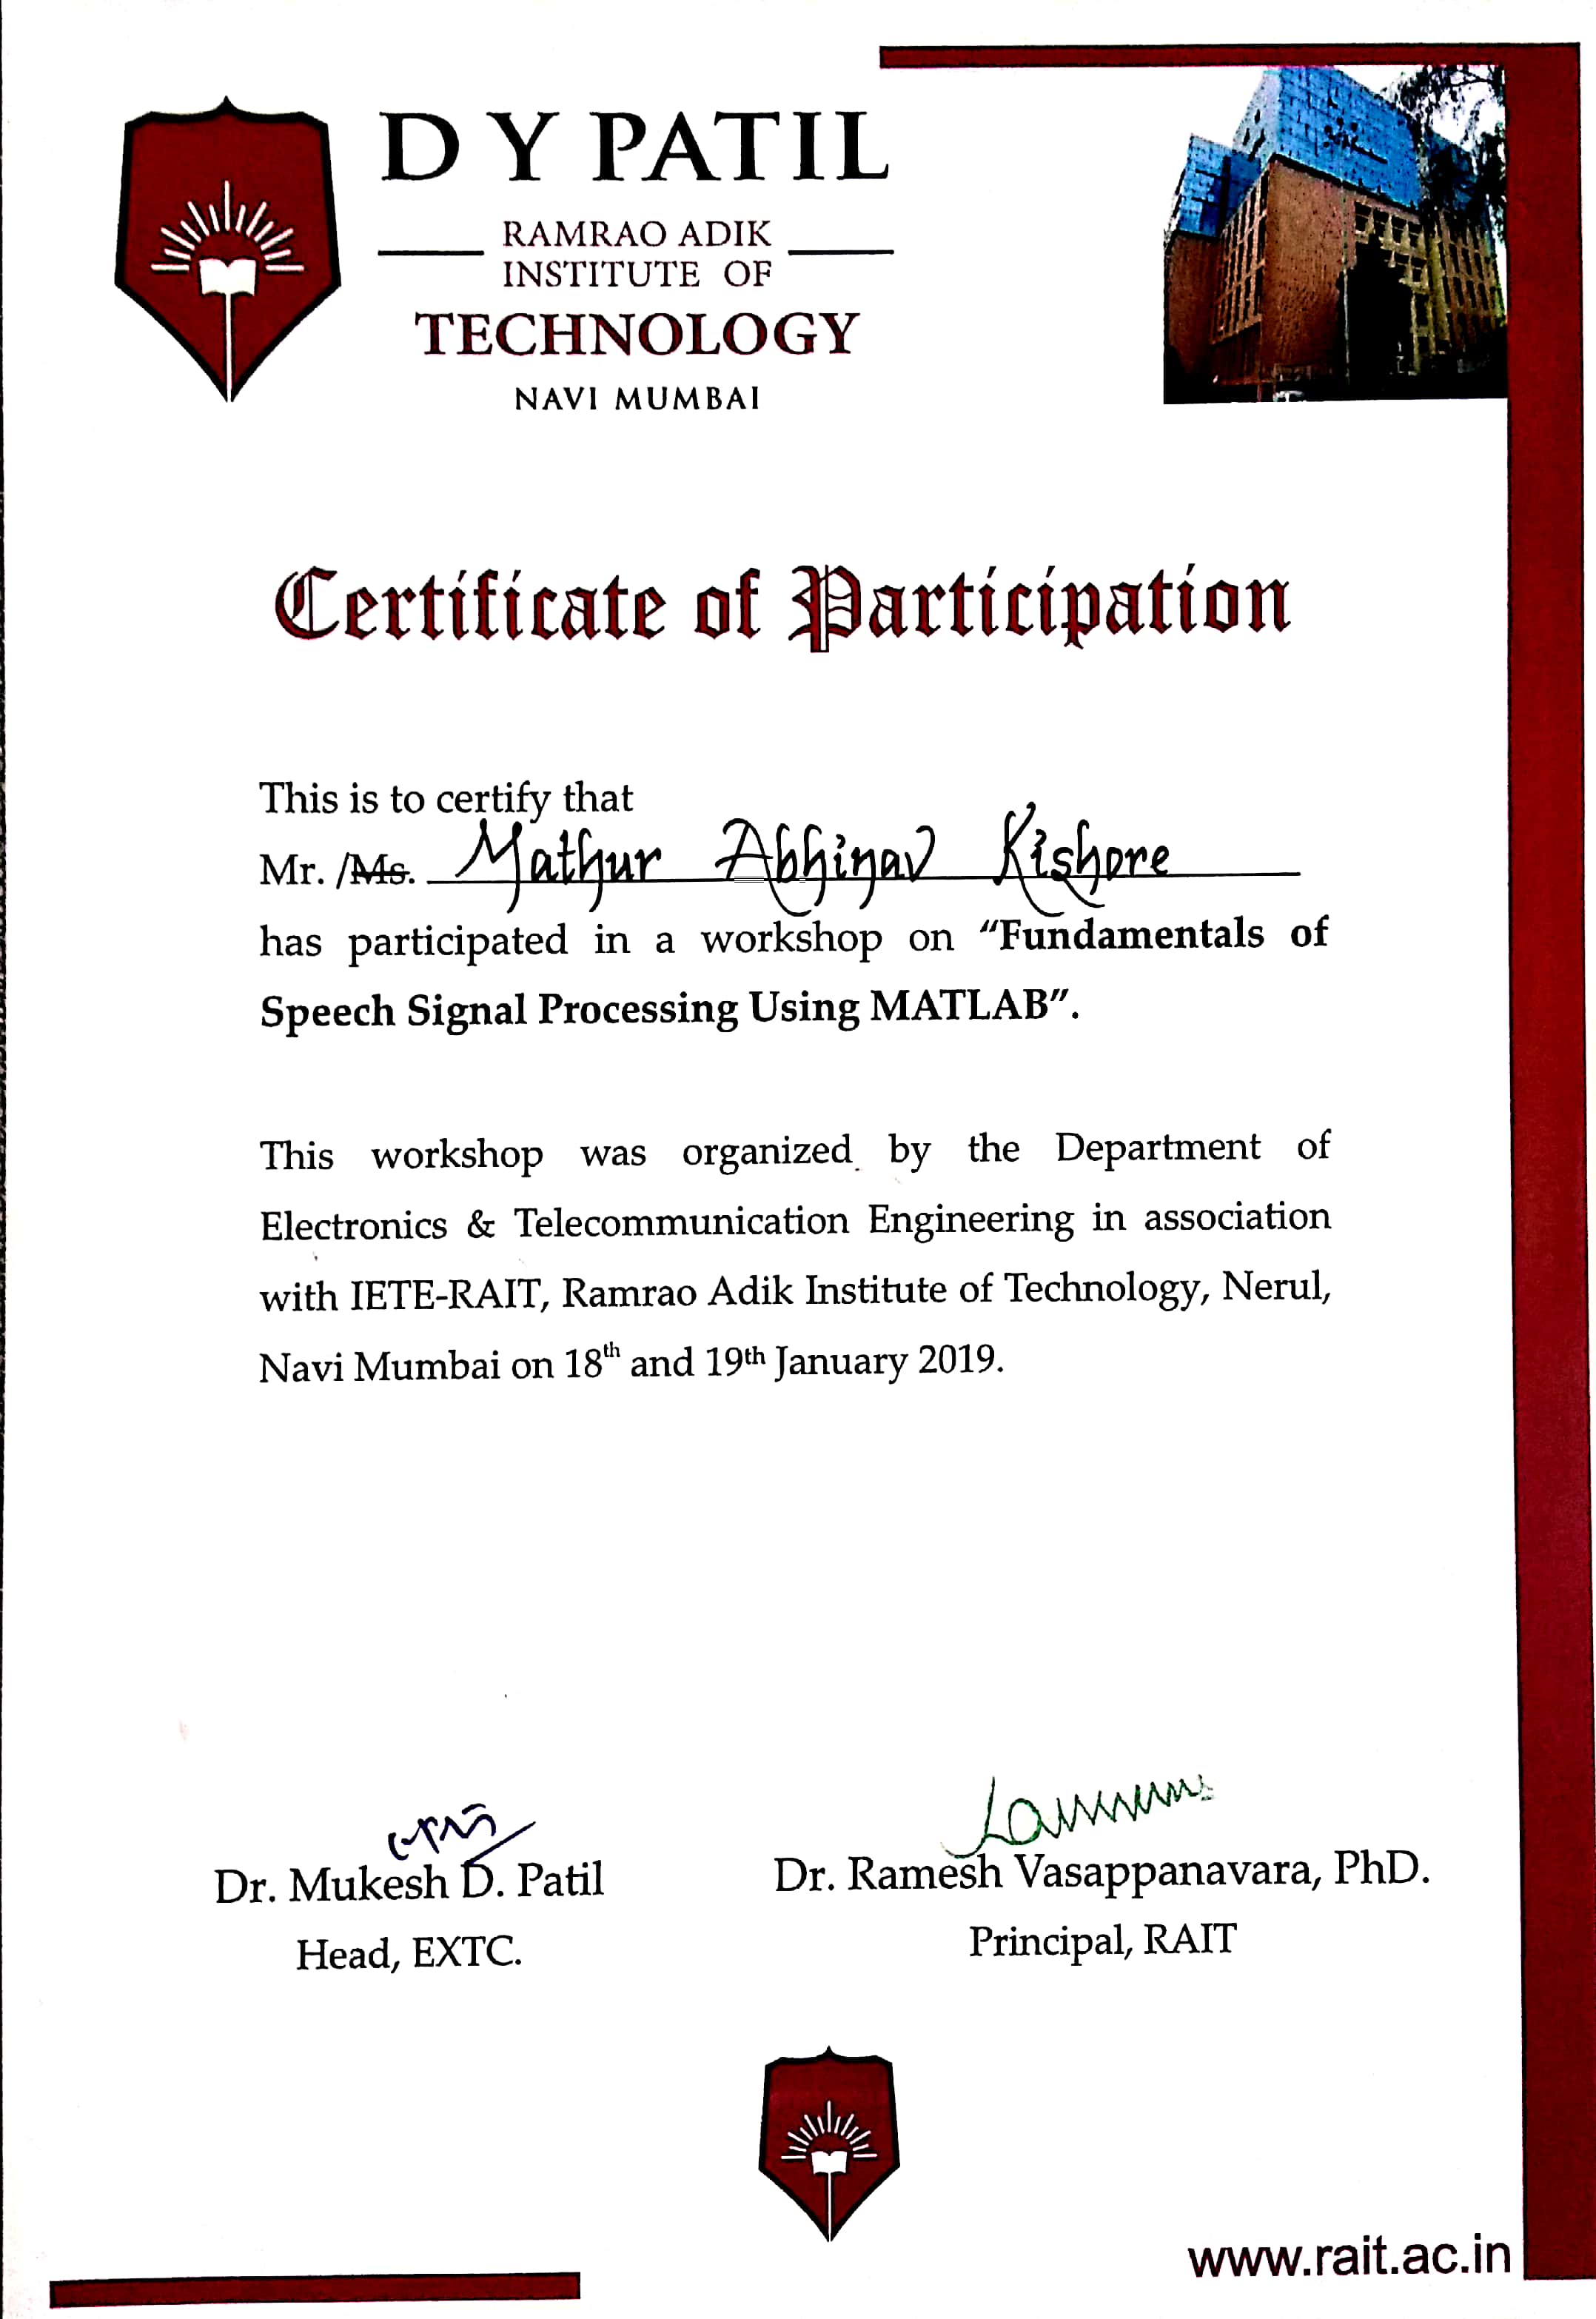 D Y PATIL
RAMRAO ADIK
INSTITUTE OF
TECHNOLOGY
NAVI MUMBAI
Certificate of Participation
This is to certify that
Mr. /Ms. Mathur Abhinav Kishore
has participated in a workshop on “Fundamentals of
Speech Signal Processing Using MATLAB”.
This workshop was organized by the Department of
Electronics & Telecommunication Engineering in association
with IETE-RAIT, Ramrao Adik Institute of Technology, Nerul,
Navi Mumbai on 18th and 19th January 2019.
Dr. Mukesh D. Patil
Head, EXTC.
Dr. Ramesh Vasappanavara, PhD.
Principal, RAIT
www.rait.ac.in